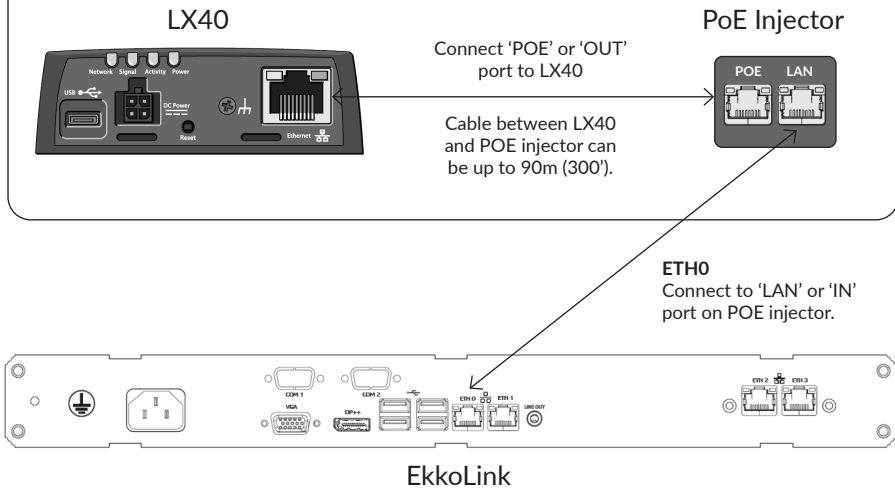 LX40
PoE Injector
Network Signal Activity Power
USB
DC Power
Reset
Ethernet
Connect ‘POE’ or ‘OUT’
port to LX40
Cable between LX40
and POE injector can
be up to 90m (300’).
POE LAN
ETH0
Connect to ‘LAN’ or ‘IN’
port on POE injector.
COM 1
COM 2
VGA
DP++
ETH 0
ETH 1
LINE OUT
ETH 2
ETH 3
EkkoLink